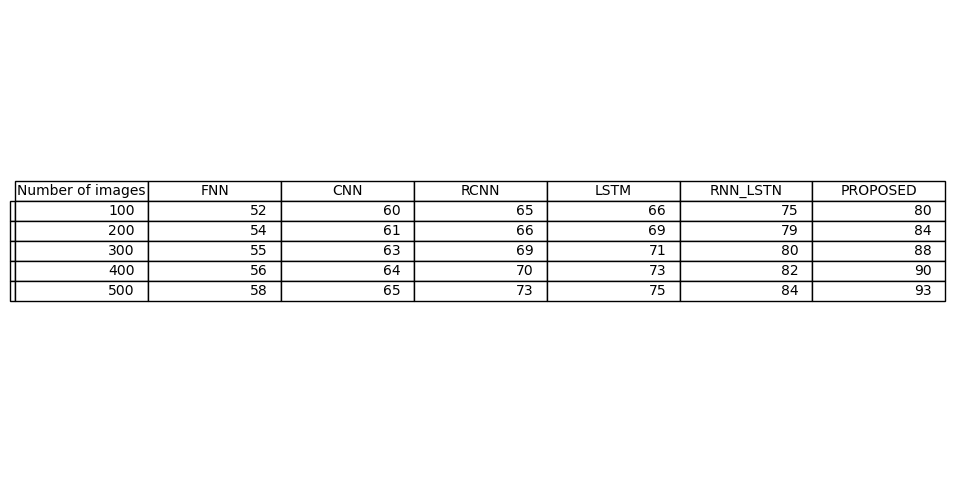 Number of images FNN CNN RCNN LSTM RNN_LSTN PROPOSED
100 52 60 65 66 75 80
200 54 61 66 69 79 84
300 55 63 69 71 80 88
400 56 64 70 73 82 90
500 58 65 73 75 84 93